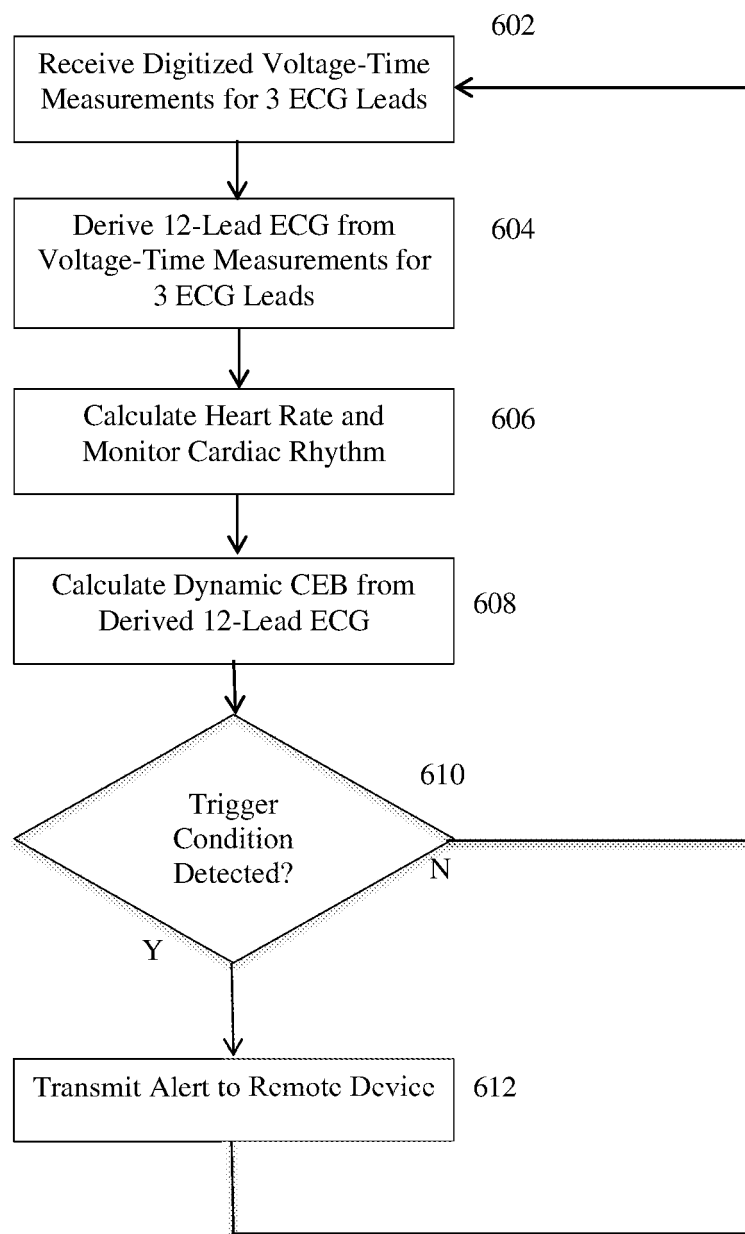 602
Receive Digitized Voltage-Time
Measurements for 3 ECG Leads
Derive 12-Lead ECG from
Voltage-Time Measurements for
3 ECG Leads
604
Calculate Heart Rate and
Monitor Cardiac Rhythm
606
Calculate Dynamic CEB from
Derived 12-Lead ECG
608
610
Trigger
Condition
Detected?
N
Y
Transmit Alert to Remote Device
612